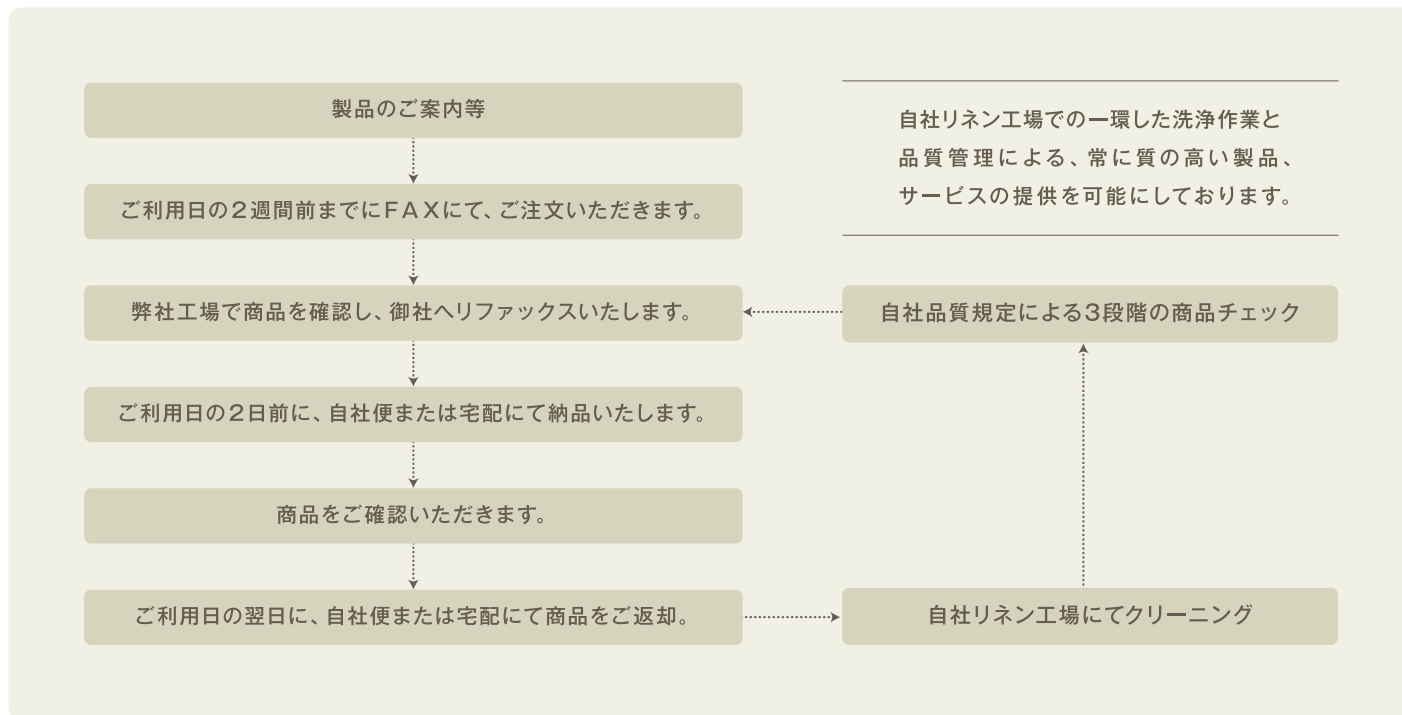 製品のご案内等
ご利用日の２週間前までにＦＡＸにて、ご注文いただきます。
弊社工場で商品を確認し、御社へリファックスいたします。
ご利用日の２日前に、自社便または宅配にて納品いたします。
商品をご確認いただきます。
ご利用日の翌日に、自社便または宅配にて商品をご返却。
自社リネン工場での一環した洗浄作業と
品質管理による、常に質の高い製品、
サービスの提供を可能にしております。
自社品質規定による３段階の商品チェック
自社リネン工場にてクリーニング